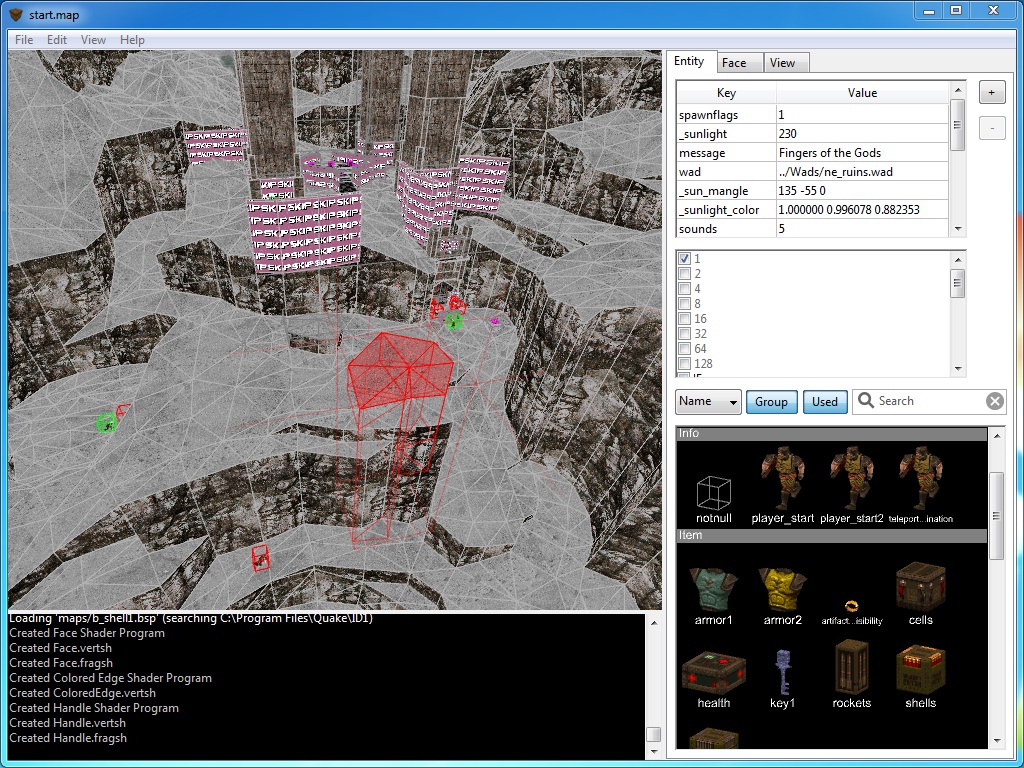 start.map
File Edit View Help
Entity Face View
Key Value
spawnflags 1
_sunlight 230
message Fingers of the Gods
wad ../Wads/ne_ruins.wad
_sun_mangle 135 -55 0
_sunlight_color 1.000000 0.996078 0.882353
sounds 5
+
-
1
2
4
8
16
32
64
128
Name Group Used Search
Info
notnull player_start player_start2 teleport...ination
Item
armor1 armor2 artifact...isibility cells
health key1 rockets shells
SKIP SKIP SKIP
Loading 'maps/b_shell1.bsp' (searching C:\Program Files\Quake\ID1)
Created Face Shader Program
Created Face.vertsh
Created Face.fragsh
Created Colored Edge Shader Program
Created ColoredEdge.vertsh
Created Handle Shader Program
Created Handle.vertsh
Created Handle.fragsh